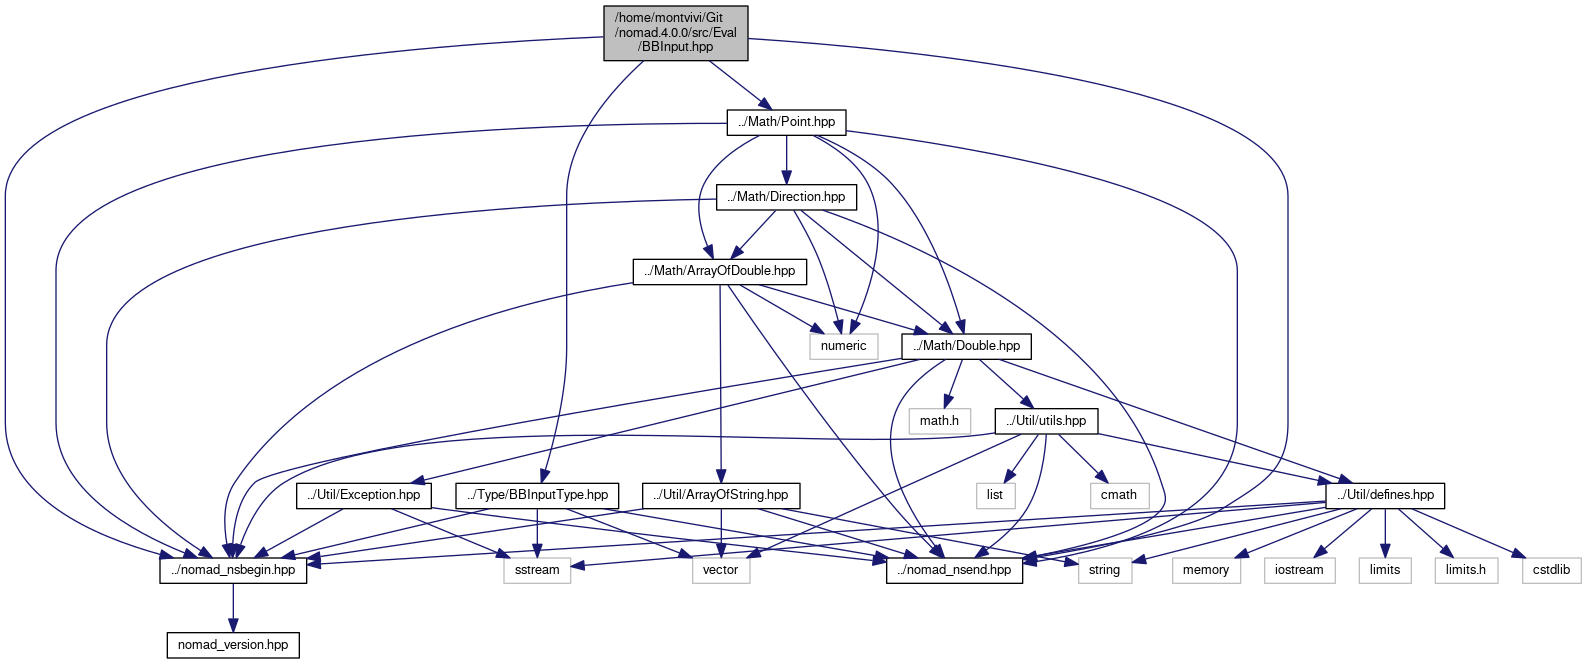 /home/montvivi/Git
/nomad.4.0.0/src/Eval
/BBInput.hpp
../Math/Point.hpp
../Math/Direction.hpp
../Math/ArrayOfDouble.hpp
numeric
../Math/Double.hpp
math.h
../Util/utils.hpp
../Util/Exception.hpp
../Type/BBInputType.hpp
../Util/ArrayOfString.hpp
list
cmath
../Util/defines.hpp
../nomad_nsbegin.hpp
sstream
vector
../nomad_nsend.hpp
string
memory
iostream
limits
limits.h
cstdlib
nomad_version.hpp